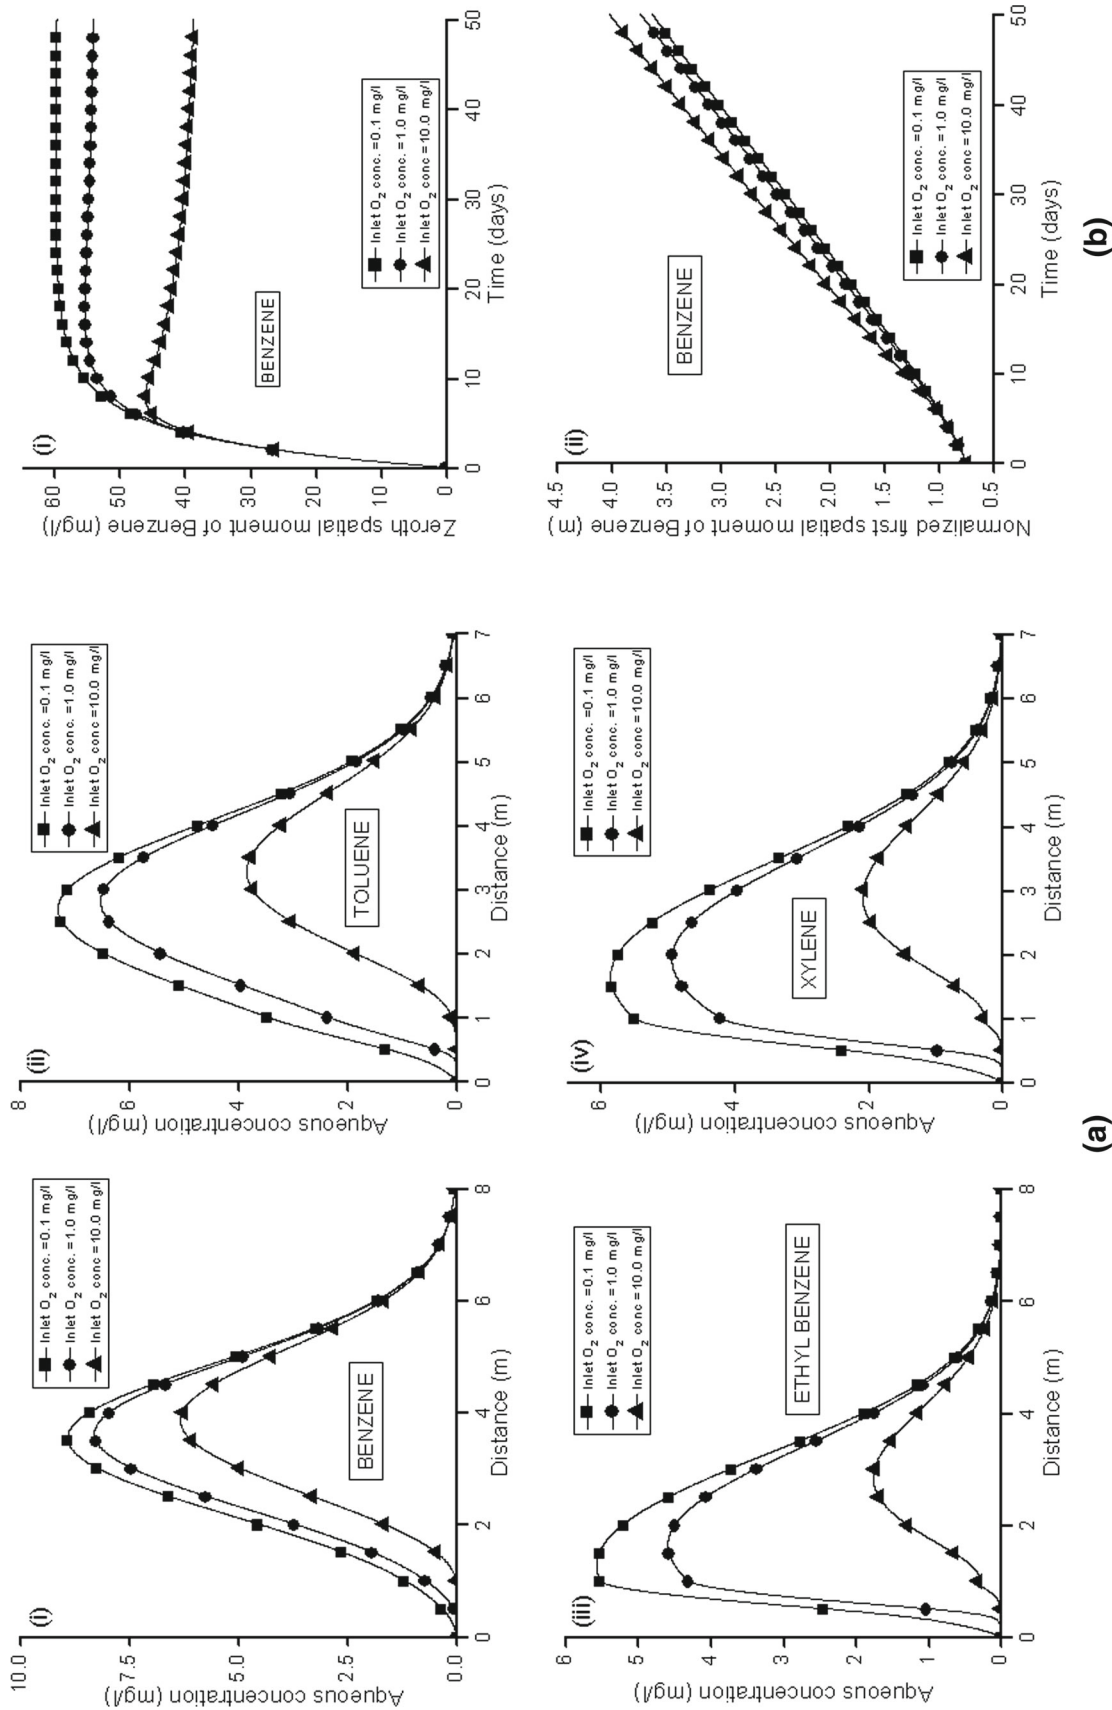 (i)
10.0
7.5
5.0
2.5
0.0
Aqueous concentration (mg/l)
0 2 4 6 8
Distance (m)
BENZENE
Inlet O2 conc. =0.1 mg/l
Inlet O2 conc. =1.0 mg/l
Inlet O2 conc =10.0 mg/l
(ii)
8
6
4
2
0
Aqueous concentration (mg/l)
0 1 2 3 4 5 6 7
Distance (m)
TOLUENE
Inlet O2 conc. =0.1 mg/l
Inlet O2 conc. =1.0 mg/l
Inlet O2 conc =10.0 mg/l
(iii)
6
5
4
3
2
1
0
Aqueous concentration (mg/l)
0 2 4 6 8
Distance (m)
ETHYL BENZENE
Inlet O2 conc. =0.1 mg/l
Inlet O2 conc. =1.0 mg/l
Inlet O2 conc =10.0 mg/l
(iv)
6
4
2
0
Aqueous concentration (mg/l)
0 1 2 3 4 5 6 7
Distance (m)
XYLENE
Inlet O2 conc. =0.1 mg/l
Inlet O2 conc. =1.0 mg/l
Inlet O2 conc =10.0 mg/l
(a)
(i)
60
50
40
30
20
10
0
Zeroth spatial moment of Benzene (mg/l)
0 10 20 30 40 50
Time (days)
BENZENE
Inlet O2 conc. =0.1 mg/l
Inlet O2 conc. =1.0 mg/l
Inlet O2 conc =10.0 mg/l
(ii)
4.5
4.0
3.5
3.0
2.5
2.0
1.5
1.0
0.5
Normalized first spatial moment of Benzene (m)
0 10 20 30 40 50
Time (days)
BENZENE
Inlet O2 conc. =0.1 mg/l
Inlet O2 conc. =1.0 mg/l
Inlet O2 conc =10.0 mg/l
(b)